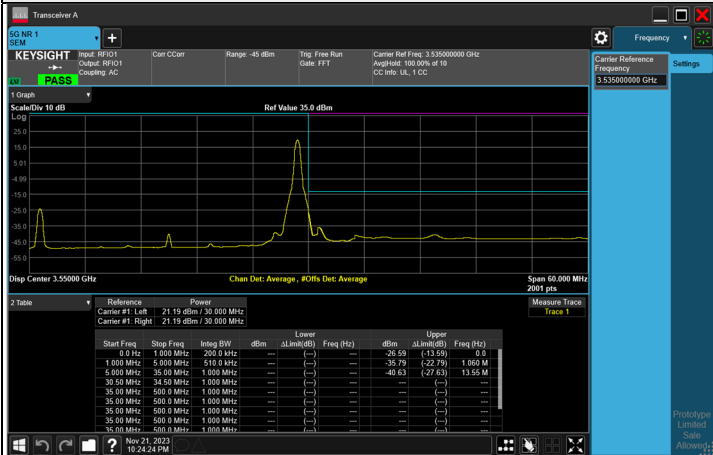 Transceiver A
5G NR 1
SEM
Frequency
KEYSIGHT
Input: RFIO1
Output: RFIO1
Coupling: AC
Corr CCorr
Range: -45 dBm
Trig: Free Run
Gate: FFT
Carrier Ref Freq: 3.535000000 GHz
Avg|Hold: 100.00% of 10
CC Info: UL, 1 CC
PASS
Carrier Reference
Frequency
3.535000000 GHz
Settings
1 Graph
Scale/Div 10 dB
Ref Value 35.0 dBm
Log
25.0
15.0
5.01
-4.99
-15.0
-25.0
-35.0
-45.0
-55.0
Disp Center 3.55000 GHz
Chan Det: Average , #Offs Det: Average
Span 60.000 MHz
2001 pts
2 Table
Reference Power
Carrier #1: Left 21.19 dBm / 30.000 MHz
Carrier #1: Right 21.19 dBm / 30.000 MHz
Measure Trace
Trace 1
Lower Upper
Start Freq Stop Freq Integ BW dBm ΔLimit(dB) Freq (Hz) dBm ΔLimit(dB) Freq (Hz)
0.0 Hz 1.000 MHz 200.0 kHz --- (---) --- -26.59 (-13.59) 0.0
1.000 MHz 5.000 MHz 510.0 kHz --- (---) --- -35.79 (-22.79) 1.060 M
5.000 MHz 35.00 MHz 1.000 MHz --- (---) --- -40.63 (-27.63) 13.55 M
30.50 MHz 34.50 MHz 1.000 MHz --- (---) --- --- (---) ---
35.00 MHz 500.0 MHz 1.000 MHz --- (---) --- --- (---) ---
35.00 MHz 500.0 MHz 1.000 MHz --- (---) --- --- (---) ---
35.00 MHz 500.0 MHz 1.000 MHz --- (---) --- --- (---) ---
35.00 MHz 500.0 MHz 1.000 MHz --- (---) --- --- (---) ---
35.00 MHz 500.0 MHz 1.000 MHz --- (---) --- --- (---) ---
Prototype
Limited
Sale
Allowed
?
Nov 21, 2023
10:24:24 PM